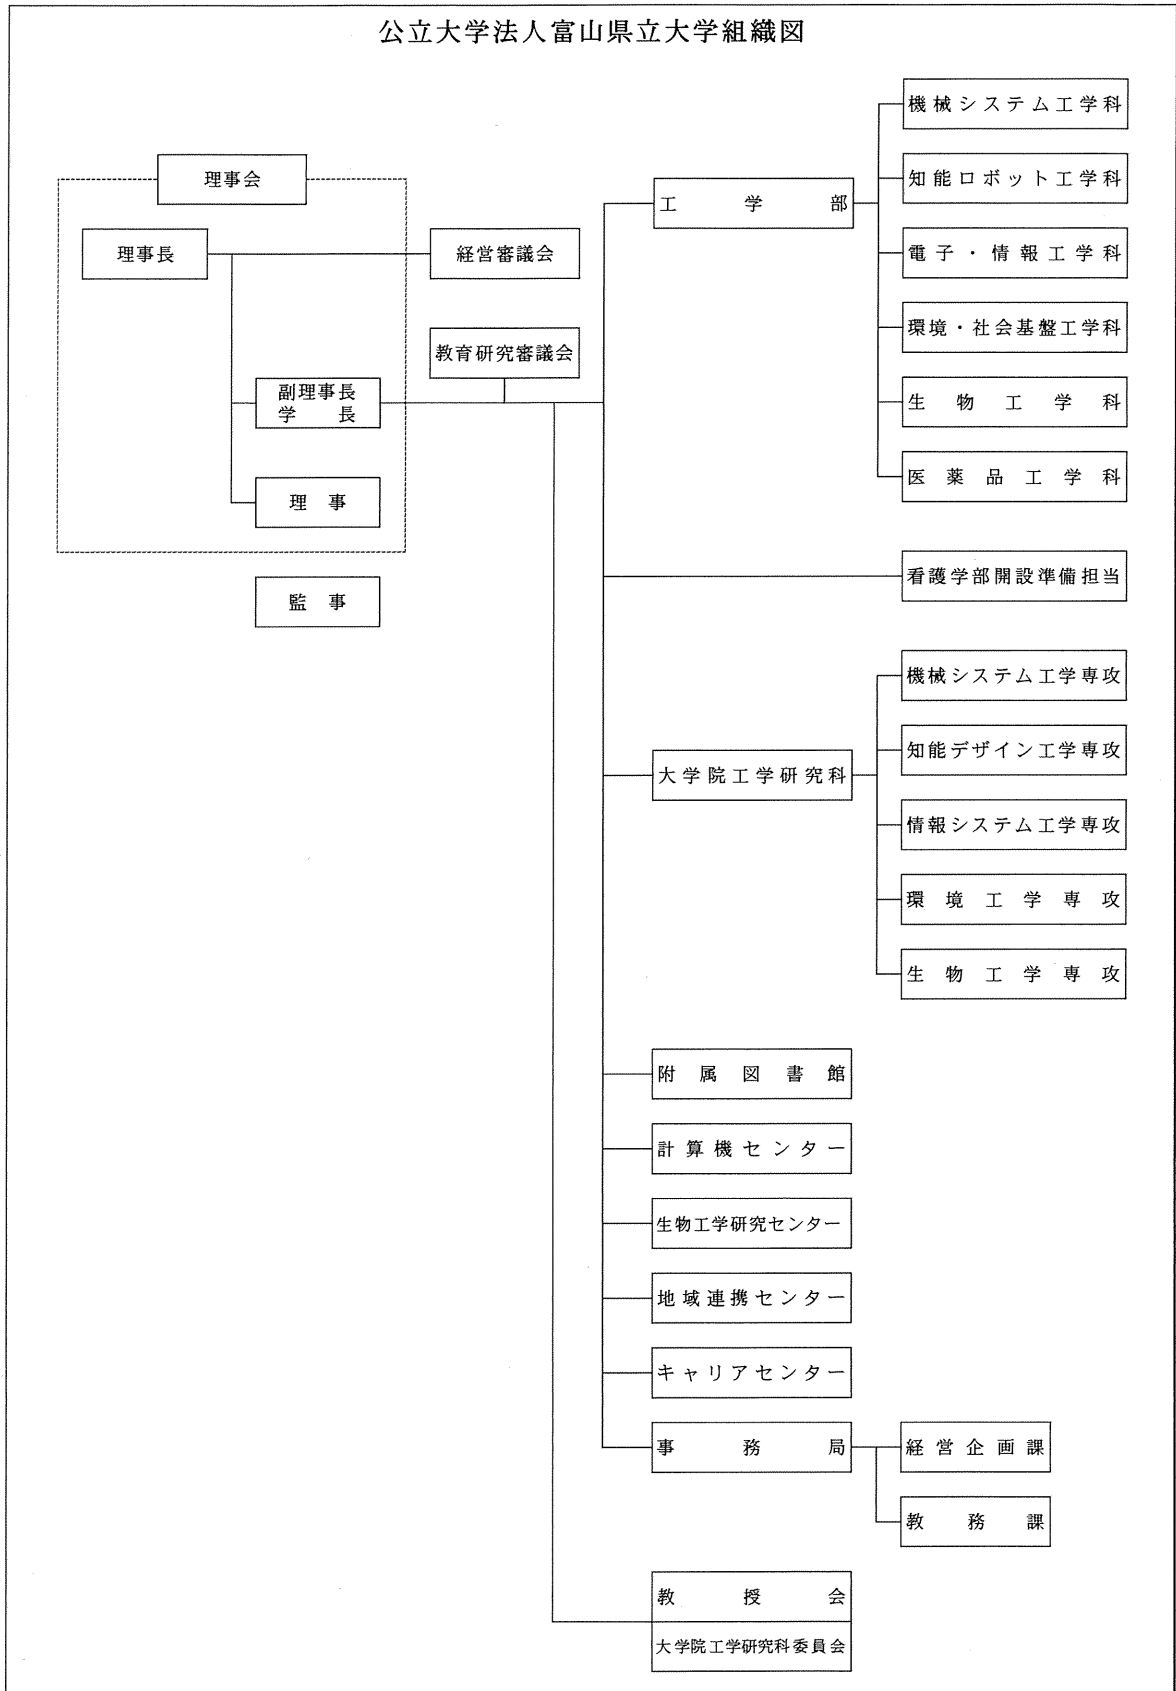 公立大学法人富山県立大学組織図
理事会
理事長
経営審議会
教育研究審議会
副理事長
学長
理事
監事
工学部
機械システム工学科
知能ロボット工学科
電子・情報工学科
環境・社会基盤工学科
生物工学科
医薬品工学科
看護学部開設準備担当
大学院工学研究科
機械システム工学専攻
知能デザイン工学専攻
情報システム工学専攻
環境工学専攻
生物工学専攻
附属図書館
計算機センター
生物工学研究センター
地域連携センター
キャリアセンター
事務局
経営企画課
教務課
教授会
大学院工学研究科委員会